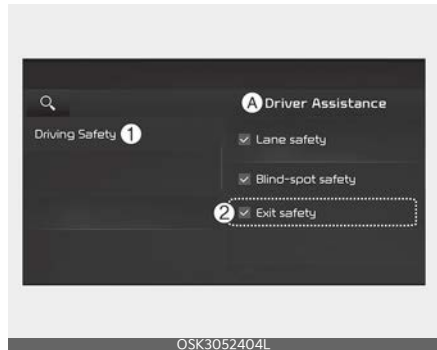 A Driver Assistance
Driving Safety 1
Lane safety
Blind-spot safety
2 Exit safety
OSK3052404L